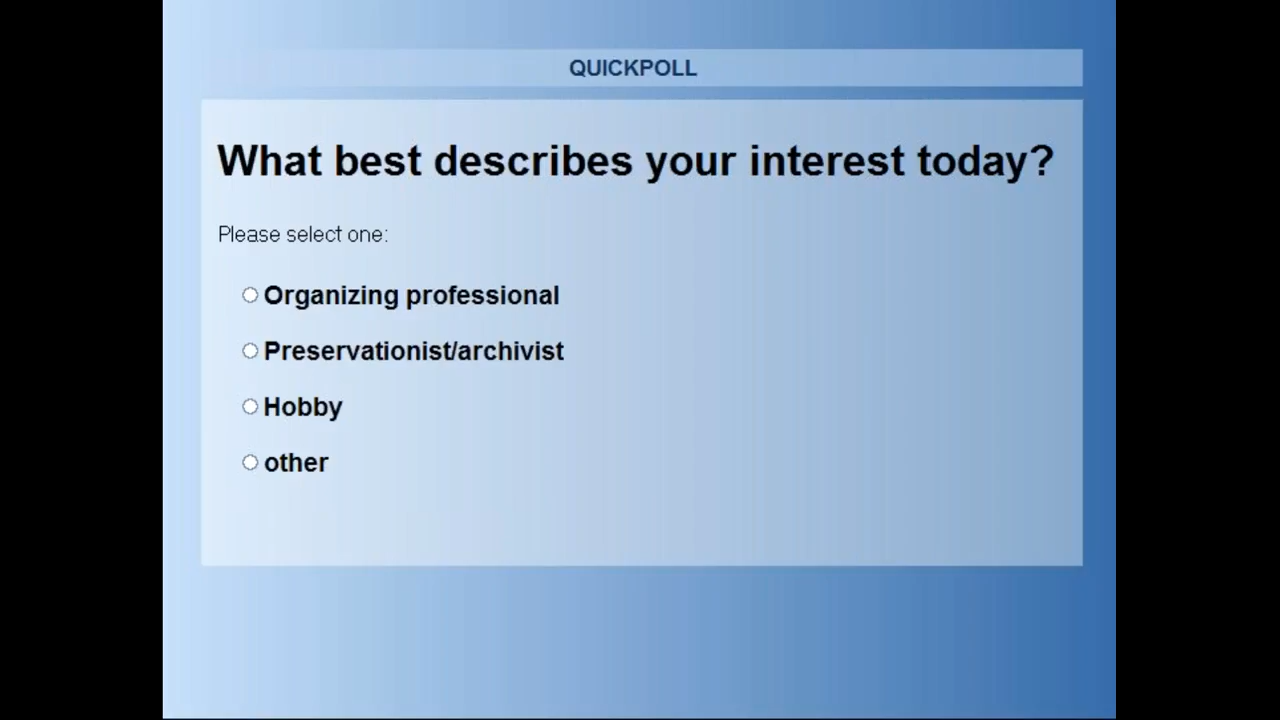 QUICKPOLL
What best describes your interest today?
Please select one:
Organizing professional
Preservationist/archivist
Hobby
other